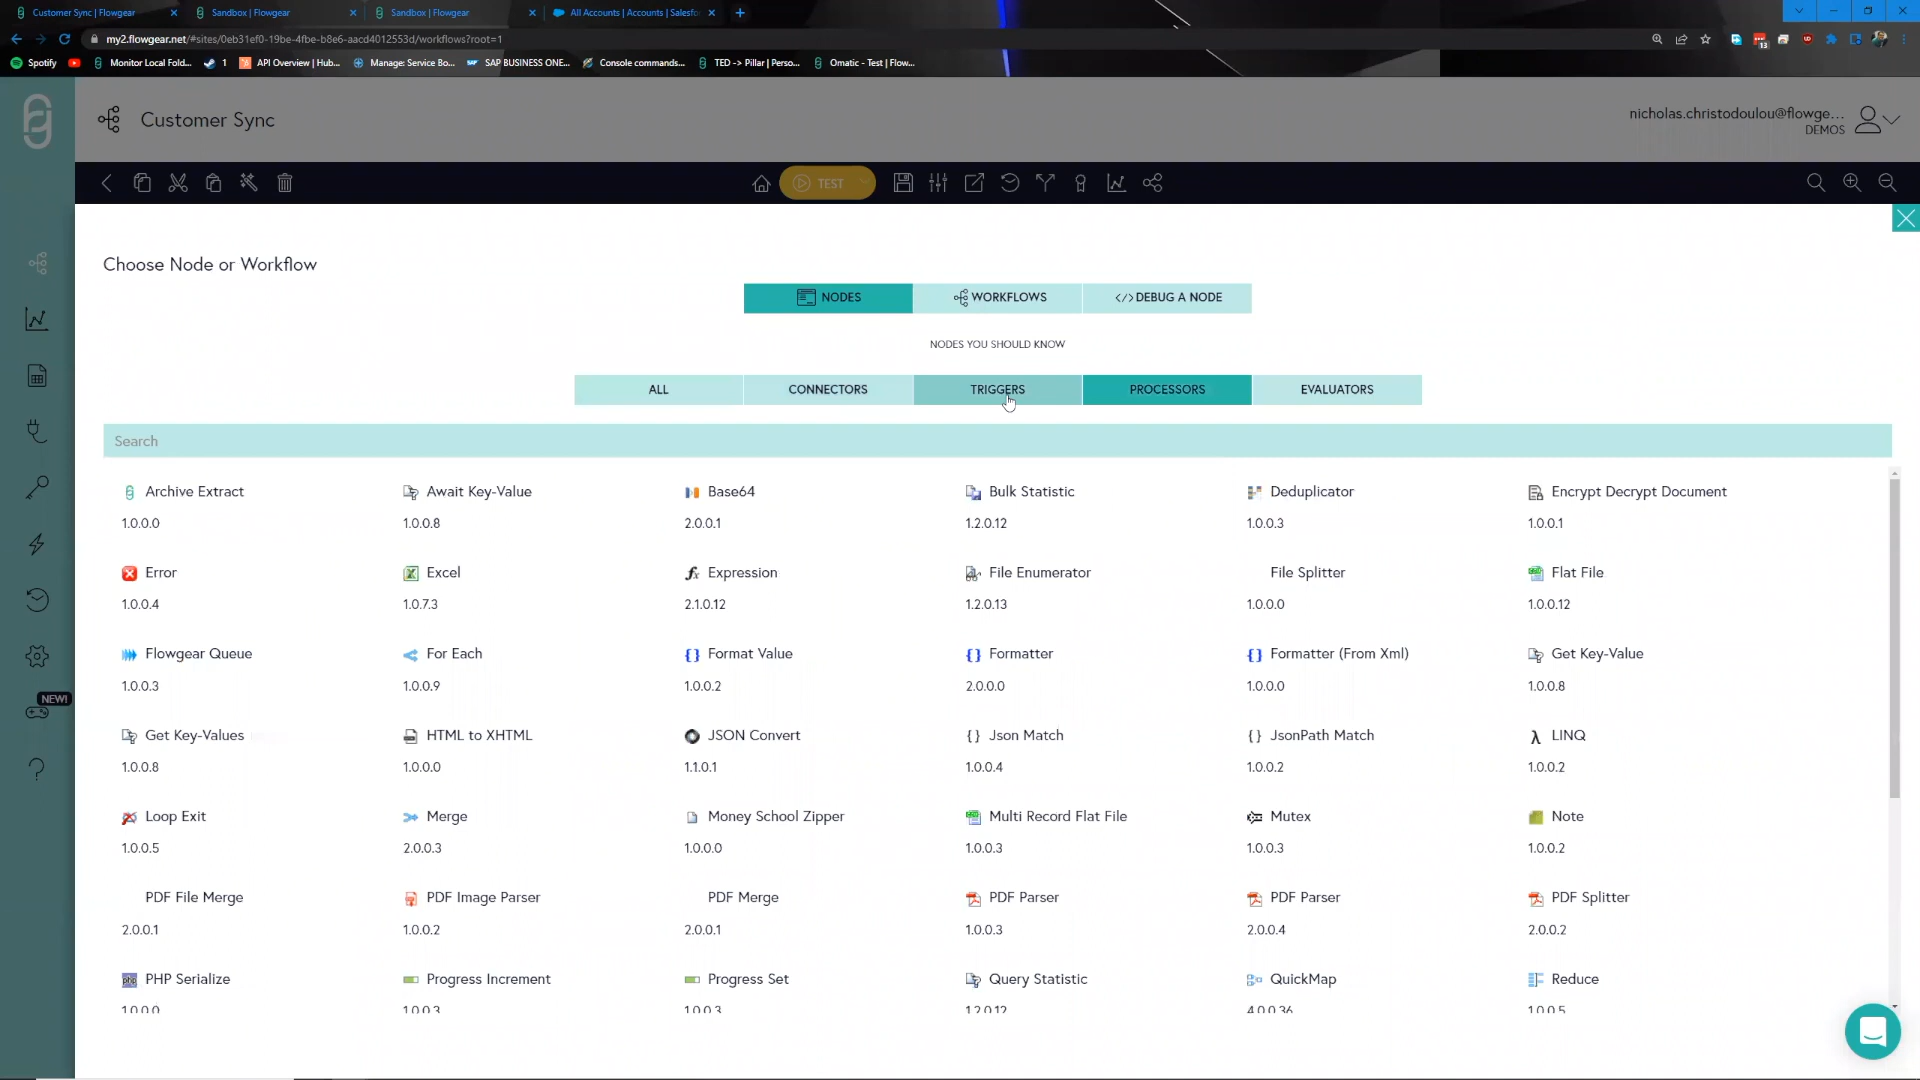 Customer Sync | Flowgear
Sandbox | Flowgear
Sandbox | Flowgear
All Accounts | Accounts | Salesfo
my2.flowgear.net/#sites/0eb31ef0-19be-4fbe-b8e6-aacd4012553d/workflows?root=1
13
Spotify
1
Monitor Local Fold...
API Overview | Hub...
Manage: Service Bo...
SAP BUSINESS ONE...
Console commands...
TED -> Pillar | Perso...
Omatic - Test | Flow...
Customer Sync
nicholas.christodoulou@flowge...
DEMOS
TEST
Choose Node or Workflow
NODES
WORKFLOWS
</> DEBUG A NODE
NODES YOU SHOULD KNOW
ALL
CONNECTORS
TRIGGERS
PROCESSORS
EVALUATORS
Search
Archive Extract
Await Key-Value
Base64
Bulk Statistic
Deduplicator
Encrypt Decrypt Document
1.0.0.0
1.0.0.8
2.0.0.1
1.2.0.12
1.0.0.3
1.0.0.1
Error
Excel
Expression
File Enumerator
File Splitter
Flat File
1.0.0.4
1.0.7.3
2.1.0.12
1.2.0.13
1.0.0.0
1.0.0.12
Flowgear Queue
For Each
Format Value
Formatter
Formatter (From Xml)
Get Key-Value
1.0.0.3
1.0.0.9
1.0.0.2
2.0.0.0
1.0.0.0
1.0.0.8
NEW!
Get Key-Values
HTML to XHTML
JSON Convert
Json Match
JsonPath Match
LINQ
1.0.0.8
1.0.0.0
1.1.0.1
1.0.0.4
1.0.0.2
1.0.0.2
Loop Exit
Merge
Money School Zipper
Multi Record Flat File
Mutex
Note
1.0.0.5
2.0.0.3
1.0.0.0
1.0.0.3
1.0.0.3
1.0.0.2
PDF File Merge
PDF Image Parser
PDF Merge
PDF Parser
PDF Parser
PDF Splitter
2.0.0.1
1.0.0.2
2.0.0.1
1.0.0.3
2.0.0.4
2.0.0.2
PHP Serialize
Progress Increment
Progress Set
Query Statistic
QuickMap
Reduce
1.0.0.0
1.0.0.3
1.0.0.3
1.2.0.12
4.0.0.36
1.0.0.5